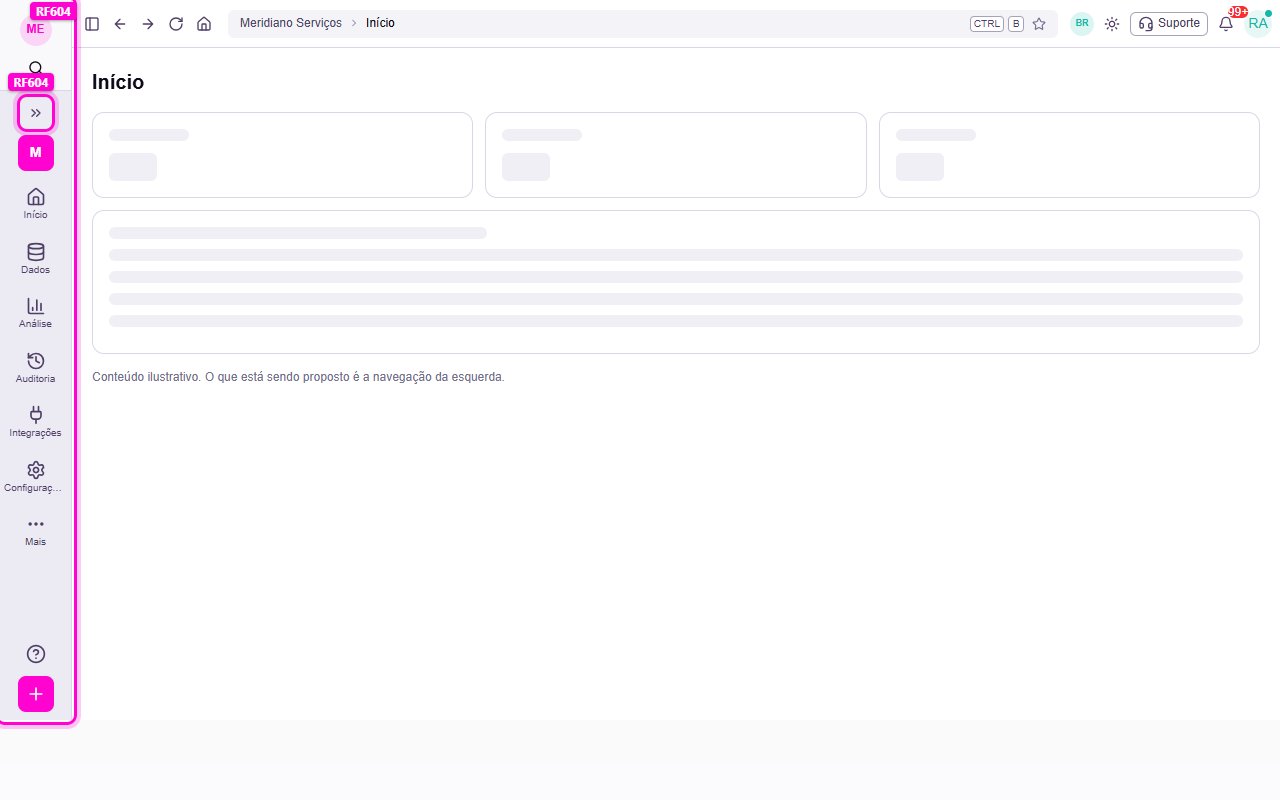 RF604
ME
Meridiano Serviços > Início
CTRL B
BR
Suporte
99+
RA
RF604
M
Início
Dados
Análise
Auditoria
Integrações
Configuraç...
Mais
Início
Conteúdo ilustrativo. O que está sendo proposto é a navegação da esquerda.